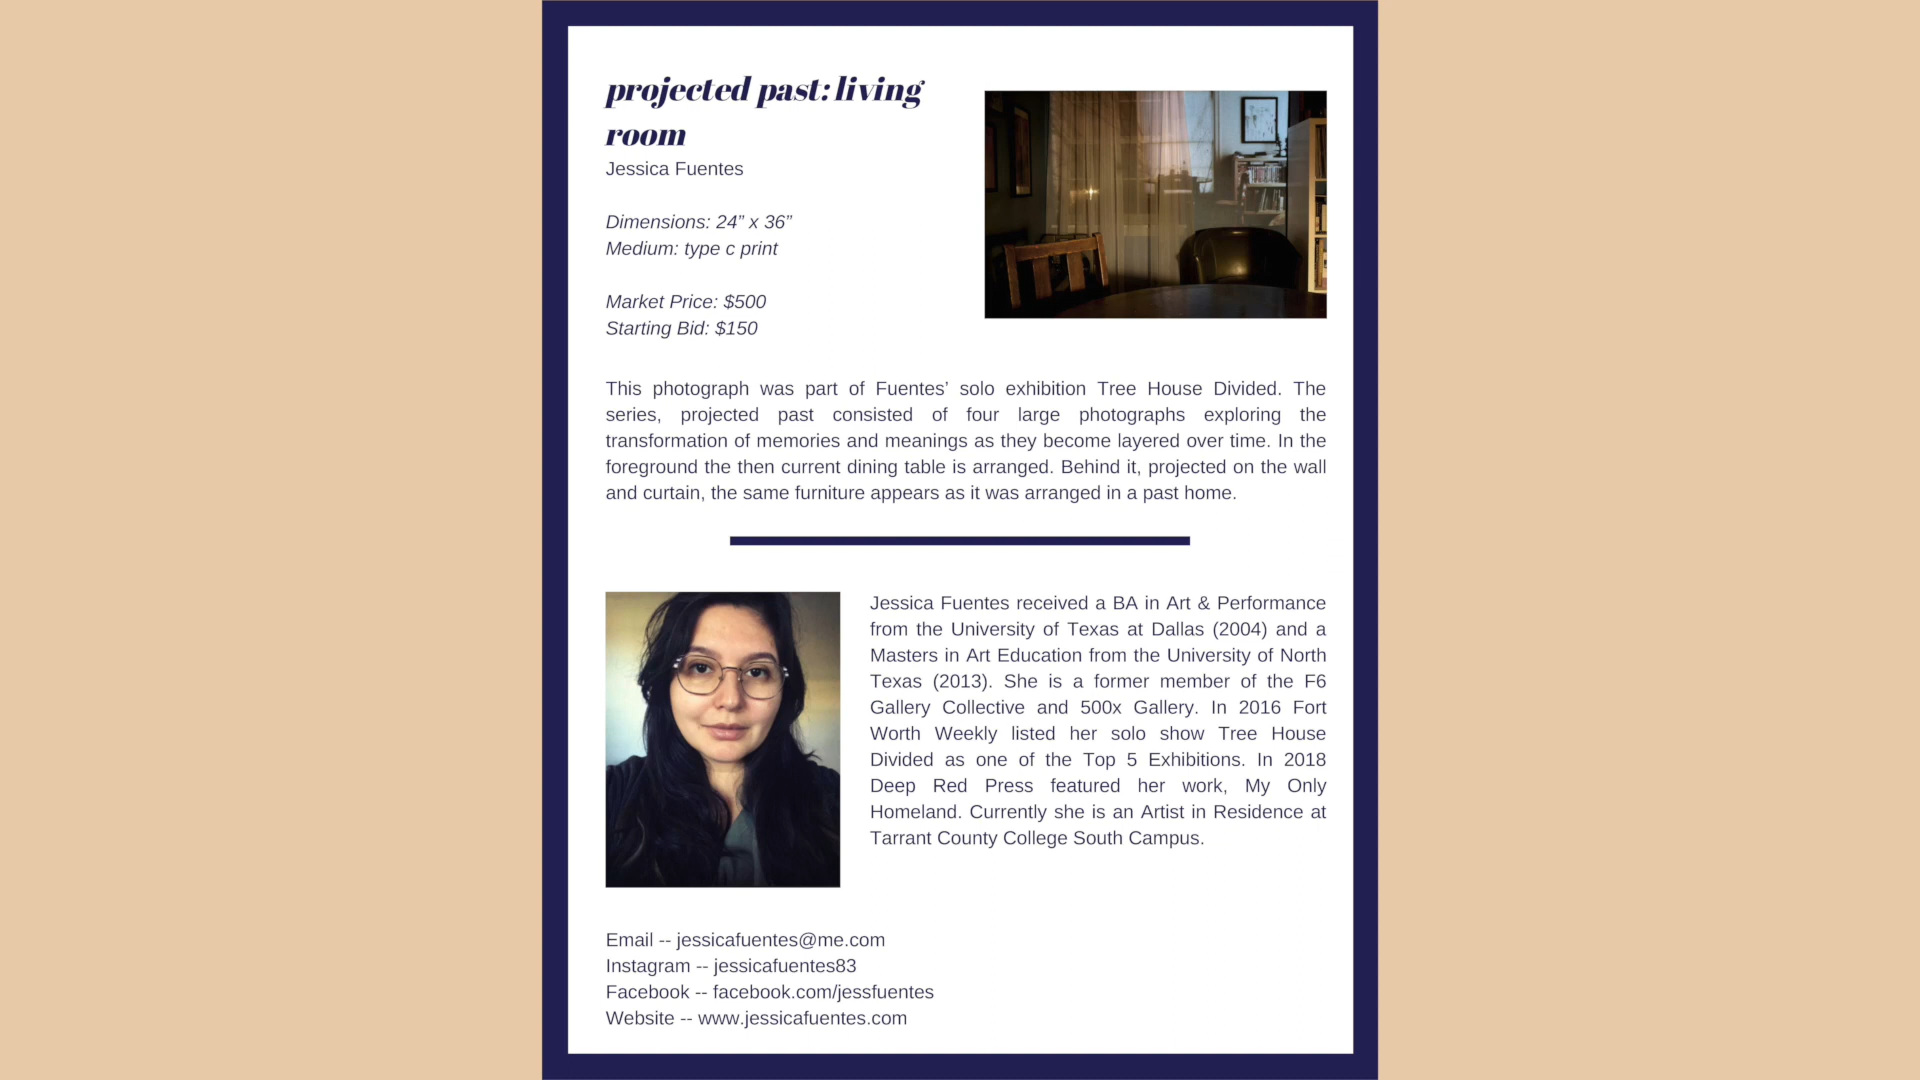 projected past: living
room
Jessica Fuentes
Dimensions: 24” x 36”
Medium: type c print
Market Price: $500
Starting Bid: $150
This photograph was part of Fuentes’ solo exhibition Tree House Divided. The
series, projected past consisted of four large photographs exploring the
transformation of memories and meanings as they become layered over time. In the
foreground the then current dining table is arranged. Behind it, projected on the wall
and curtain, the same furniture appears as it was arranged in a past home.
Jessica Fuentes received a BA in Art & Performance
from the University of Texas at Dallas (2004) and a
Masters in Art Education from the University of North
Texas (2013). She is a former member of the F6
Gallery Collective and 500x Gallery. In 2016 Fort
Worth Weekly listed her solo show Tree House
Divided as one of the Top 5 Exhibitions. In 2018
Deep Red Press featured her work, My Only
Homeland. Currently she is an Artist in Residence at
Tarrant County College South Campus.
Email -- jessicafuentes@me.com
Instagram -- jessicafuentes83
Facebook -- facebook.com/jessfuentes
Website -- www.jessicafuentes.com